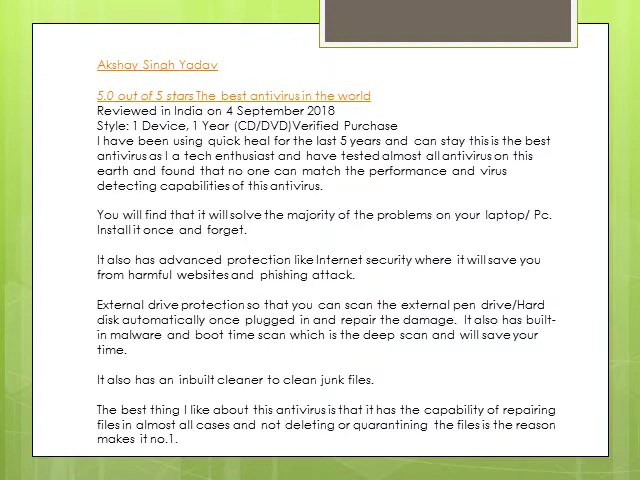 Akshay Singh Yadav
5.0 out of 5 stars The best antivirus in the world
Reviewed in India on 4 September 2018
Style: 1 Device, 1 Year (CD/DVD)Verified Purchase
I have been using quick heal for the last 5 years and can stay this is the best
antivirus as I a tech enthusiast and have tested almost all antivirus on this
earth and found that no one can match the performance and virus
detecting capabilities of this antivirus.
You will find that it will solve the majority of the problems on your laptop/ Pc.
Install it once and forget.
It also has advanced protection like Internet security where it will save you
from harmful websites and phishing attack.
External drive protection so that you can scan the external pen drive/Hard
disk automatically once plugged in and repair the damage. It also has built-
in malware and boot time scan which is the deep scan and will save your
time.
It also has an inbuilt cleaner to clean junk files.
The best thing I like about this antivirus is that it has the capability of repairing
files in almost all cases and not deleting or quarantining the files is the reason
makes it no.1.